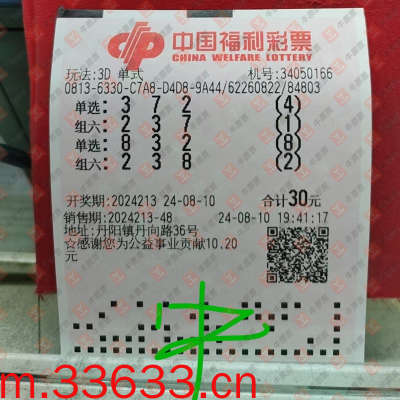 中国福利彩票
CHINA WELFARE LOTTERY
玩法:3D 单式 机号:34050166
0813-6330-C7A8-D4D8-9A44/62260822/84803
单选: 3 7 2 (4)
组六: 2 3 7 (1)
单选: 8 3 2 (8)
组六: 2 3 8 (2)
开奖期:2024213 24-08-10 合计30元
销售期:2024213-48 24-08-10 19:41:17
地址:丹阳镇丹向路36号
☆感谢您为公益事业贡献10.20
元
中
m.33633.cn